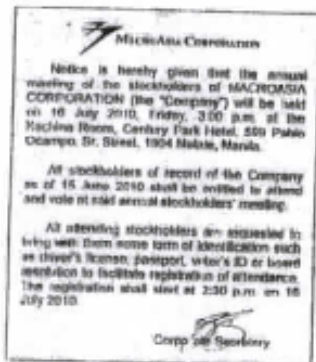 MACROASIA CORPORATION
Notice is hereby given that the annual
meeting of the stockholders of MACROASIA
CORPORATION (the "Company") will be held
on 16 July 2010, Friday, 3:00 p.m. at the
Kachina Room, Century Park Hotel, 599 Pablo
Ocampo, Sr. Street, 1004 Malate, Manila.
All stockholders of record of the Company
as of 15 June 2010 shall be entitled to attend
and vote at said annual stockholders' meeting.
All attending stockholders are requested to
bring with them some form of identification such
as driver's license, passport, voter's ID or board
resolution to facilitate registration of attendance.
The registration shall start at 2:30 p.m. on 16
July 2010.
Corporate Secretary